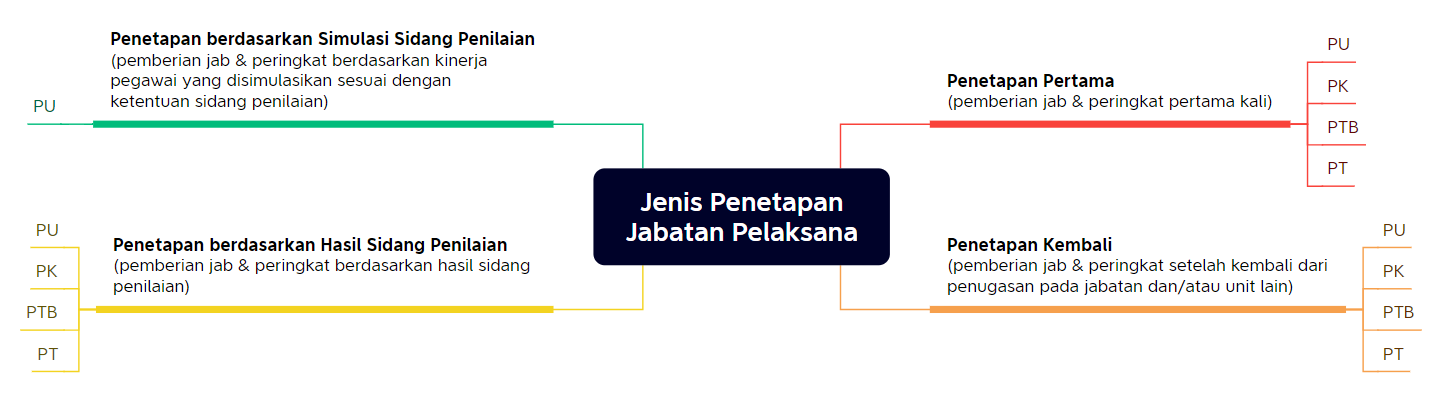 Jenis Penetapan
Jabatan Pelaksana
Penetapan Pertama
(pemberian jab & peringkat pertama kali)
PU
PK
PTB
PT
Penetapan Kembali
(pemberian jab & peringkat setelah kembali dari
penugasan pada jabatan dan/atau unit lain)
PU
PK
PTB
PT
Penetapan berdasarkan Simulasi Sidang Penilaian
(pemberian jab & peringkat berdasarkan kinerja
pegawai yang disimulasikan sesuai dengan
ketentuan sidang penilaian)
PU
Penetapan berdasarkan Hasil Sidang Penilaian
(pemberian jab & peringkat berdasarkan hasil sidang
penilaian)
PU
PK
PTB
PT